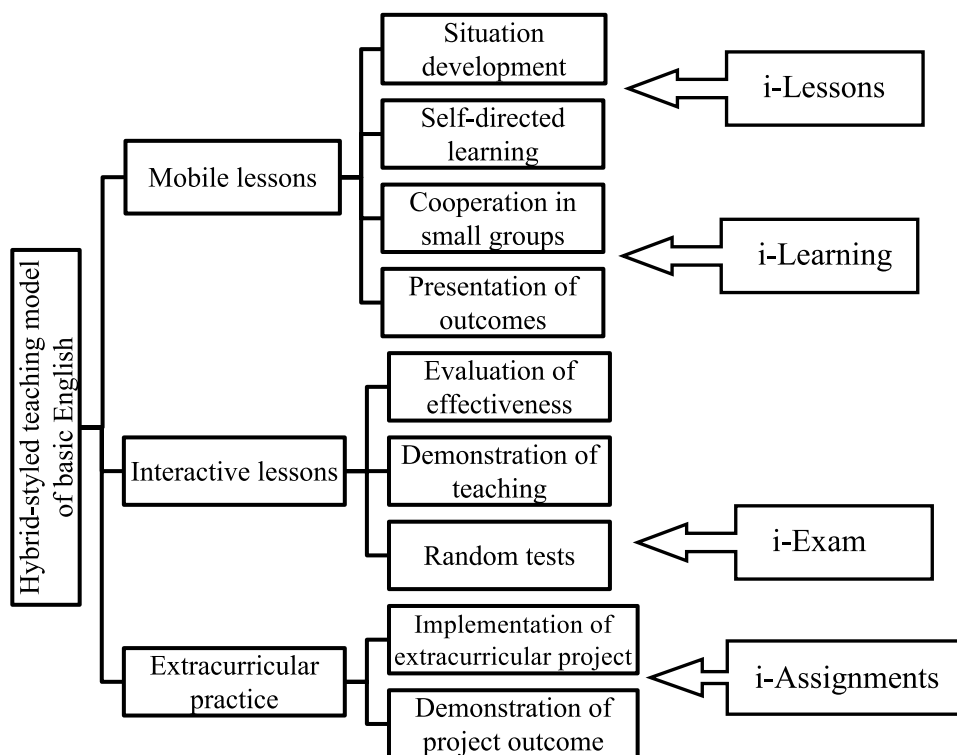 Hybrid-styled teaching model
of basic English
Mobile lessons
Situation
development
Self-directed
learning
Cooperation in
small groups
Presentation of
outcomes
i-Lessons
i-Learning
Interactive lessons
Evaluation of
effectiveness
Demonstration of
teaching
Random tests
i-Exam
Extracurricular
practice
Implementation of
extracurricular project
Demonstration of
project outcome
i-Assignments